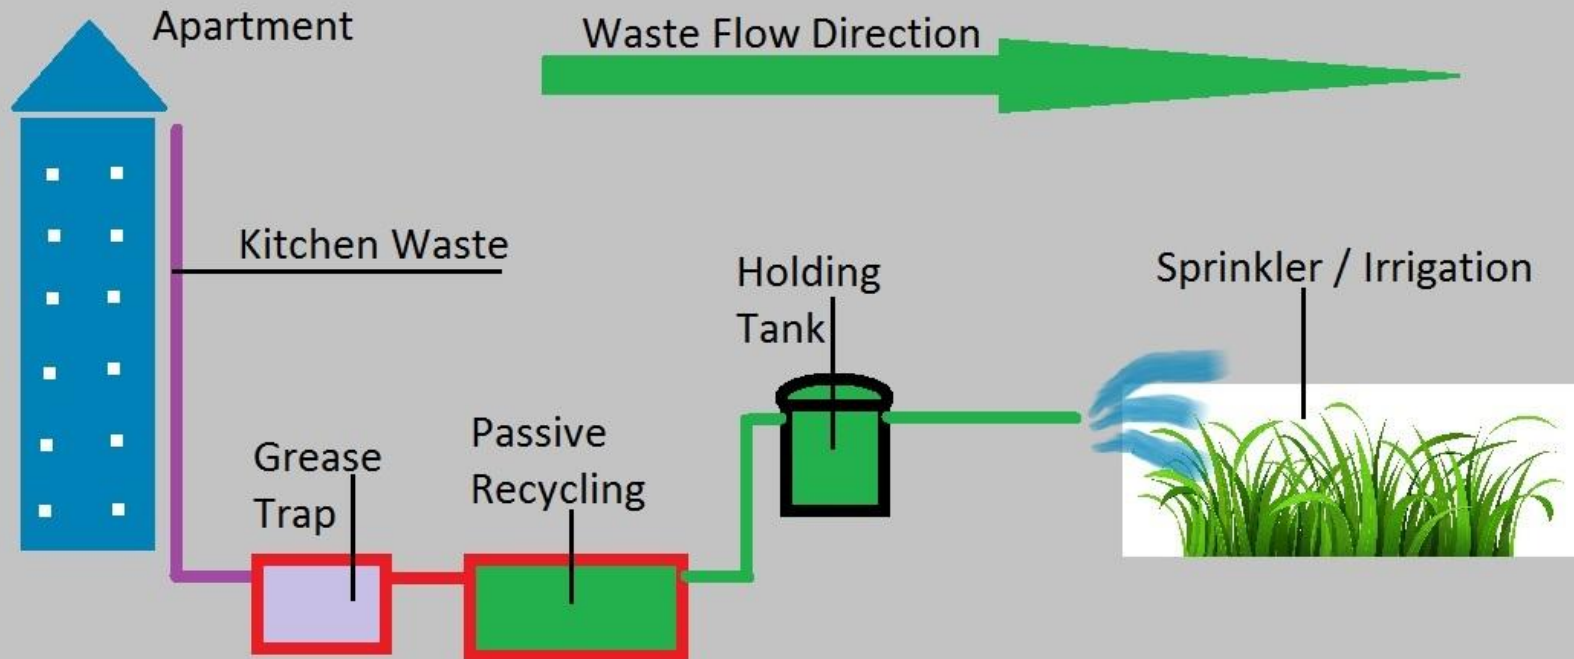 Apartment
Waste Flow Direction
Kitchen Waste
Holding
Tank
Sprinkler / Irrigation
Grease
Trap
Passive
Recycling